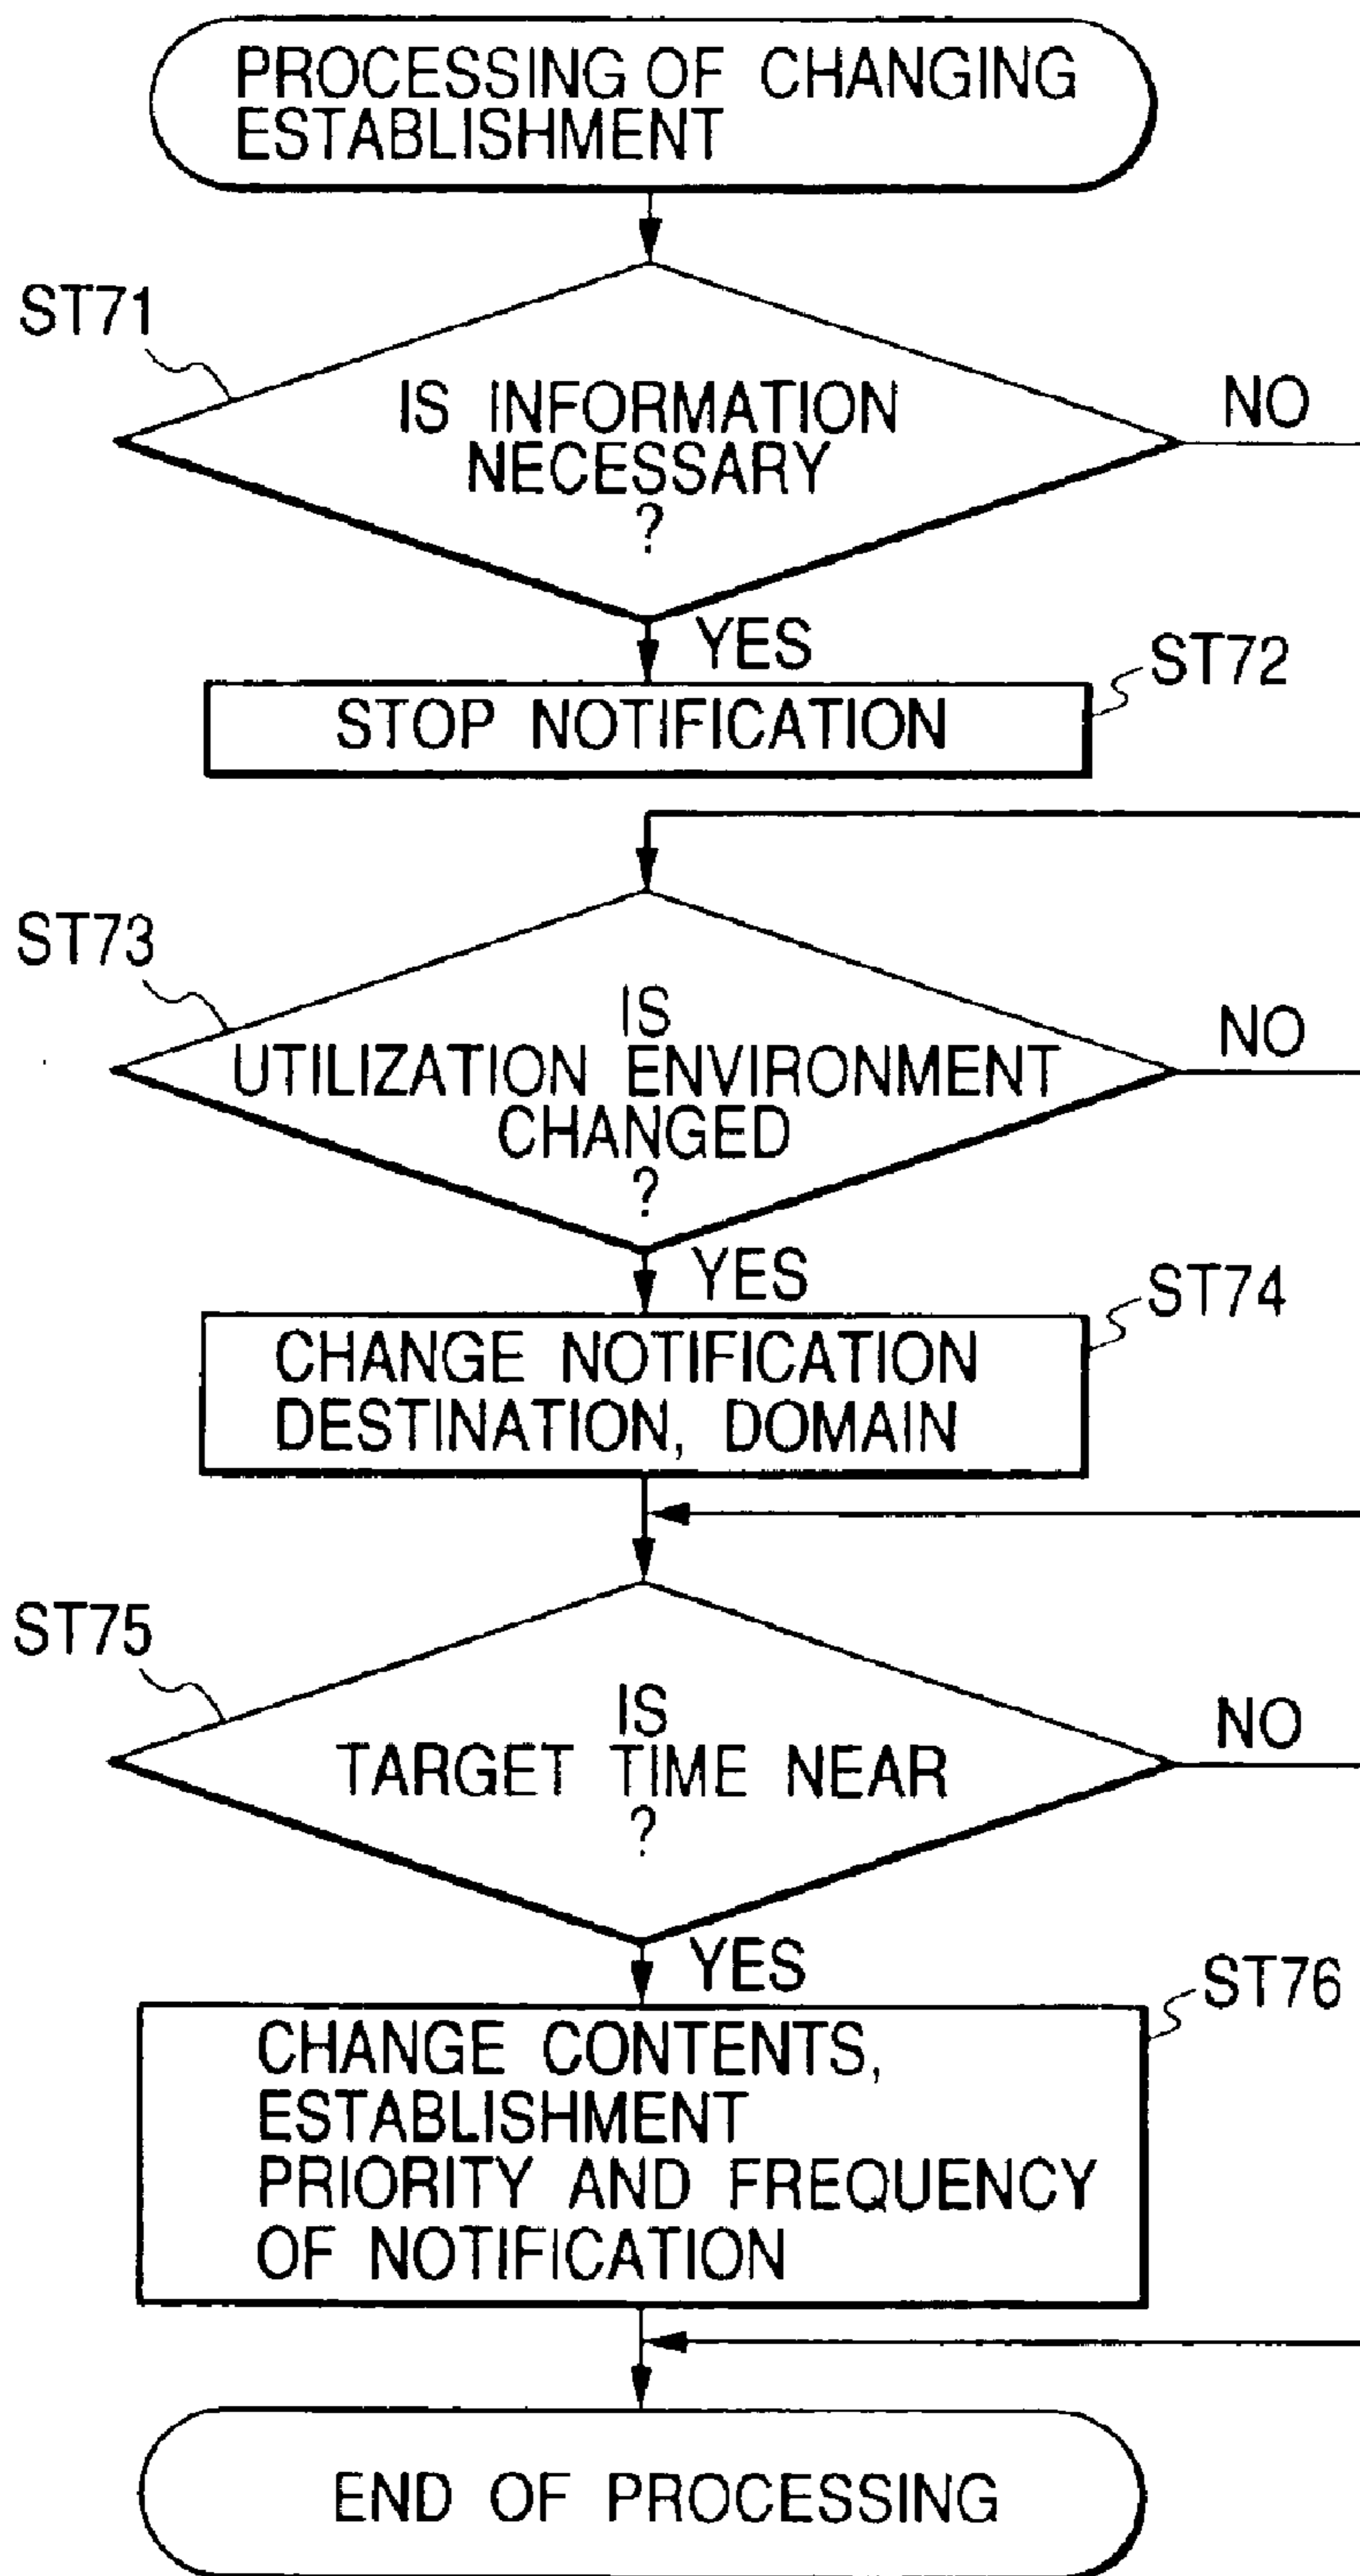 PROCESSING OF CHANGING
ESTABLISHMENT
ST71
IS INFORMATION
NECESSARY
?
NO
YES
ST72
STOP NOTIFICATION
ST73
IS
UTILIZATION ENVIRONMENT
CHANGED
?
NO
YES
ST74
CHANGE NOTIFICATION
DESTINATION, DOMAIN
ST75
IS
TARGET TIME NEAR
?
NO
YES
ST76
CHANGE CONTENTS,
ESTABLISHMENT
PRIORITY AND FREQUENCY
OF NOTIFICATION
END OF PROCESSING